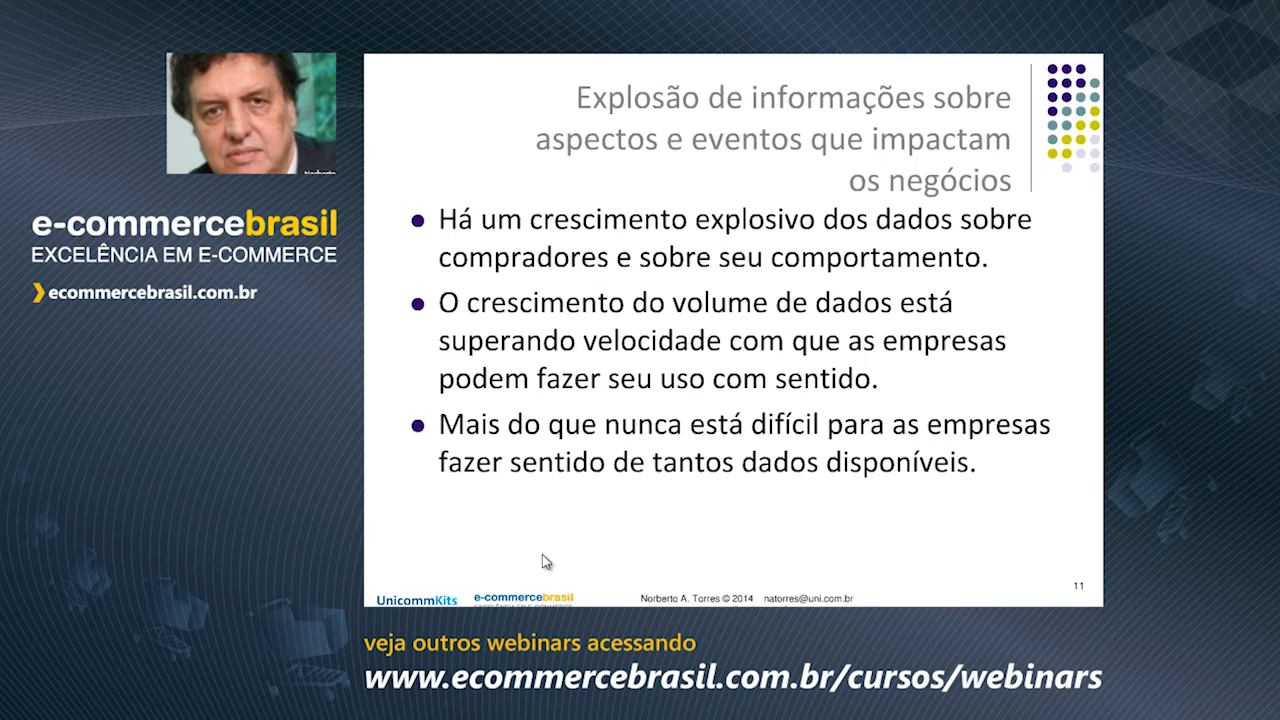 Norberto
e-commercebrasil
EXCELÊNCIA EM E-COMMERCE
ecommercebrasil.com.br
Explosão de informações sobre
aspectos e eventos que impactam
os negócios
● Há um crescimento explosivo dos dados sobre
compradores e sobre seu comportamento.
● O crescimento do volume de dados está
superando velocidade com que as empresas
podem fazer seu uso com sentido.
● Mais do que nunca está difícil para as empresas
fazer sentido de tantos dados disponíveis.
11
UnicommKits
e-commercebrasil
EXCELÊNCIA EM E-COMMERCE
Norberto A. Torres © 2014 natorres@uni.com.br
veja outros webinars acessando
www.ecommercebrasil.com.br/cursos/webinars